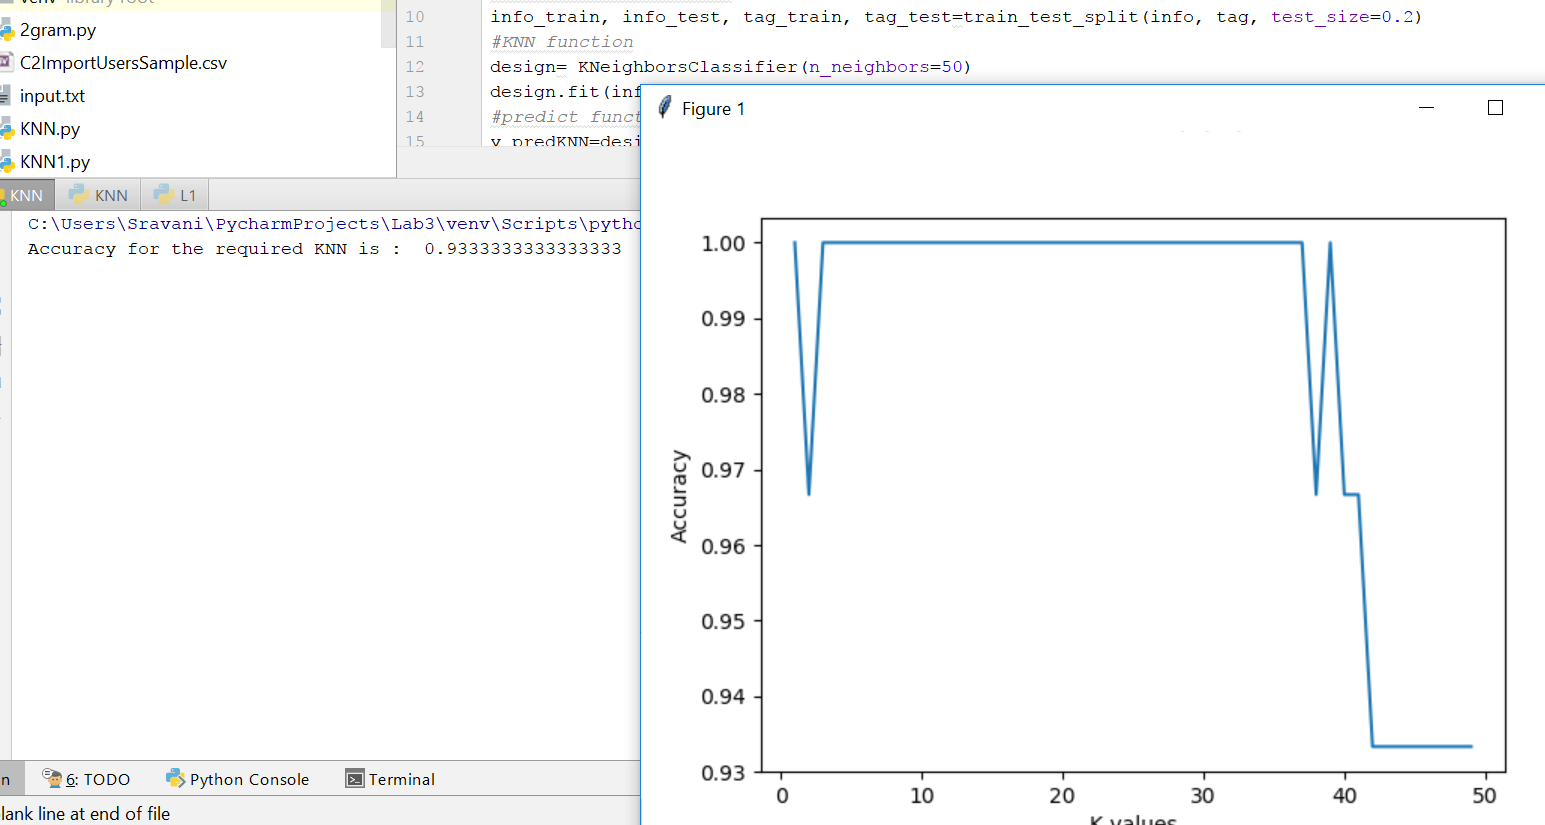 library root
2gram.py
C2ImportUsersSample.csv
input.txt
KNN.py
KNN1.py
10 info_train, info_test, tag_train, tag_test=train_test_split(info, tag, test_size=0.2)
11 #KNN function
12 design= KNeighborsClassifier(n_neighbors=50)
13 design.fit(inf
14 #predict funct
15 y_predKNN=desi
KNN KNN L1
C:\Users\Sravani\PycharmProjects\Lab3\venv\Scripts\pytho
Accuracy for the required KNN is :  0.9333333333333333
Figure 1
1.00
0.99
0.98
0.97
0.96
0.95
0.94
0.93
Accuracy
0 10 20 30 40 50
K values
n 6: TODO Python Console Terminal
lank line at end of file